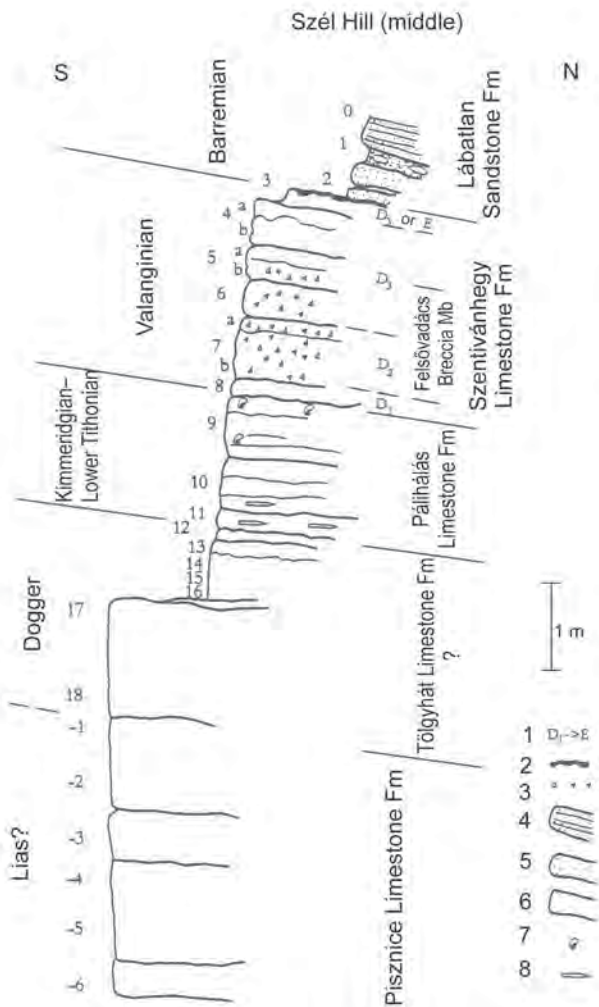 Szél Hill (middle)
S
N
Barremian
Valanginian
Kimmeridgian–
Lower Tithonian
Dogger
Lias?
0
1
2
3
a
4
b
a
5
b
6
a
7
b
8
9
10
11
12
13
14
15
16
17
18
-1
-2
-3
-4
-5
-6
D₃ or E
D₃
D₂
D₁
Lábatlan
Sandstone Fm
Szentivánhegy
Limestone Fm
Felsővadács
Breccia Mb
Pálihálás
Limestone Fm
Tölgyhát Limestone Fm
?
Pisznice Limestone Fm
1 m
1 D₁->E
2
3
4
5
6
7
8